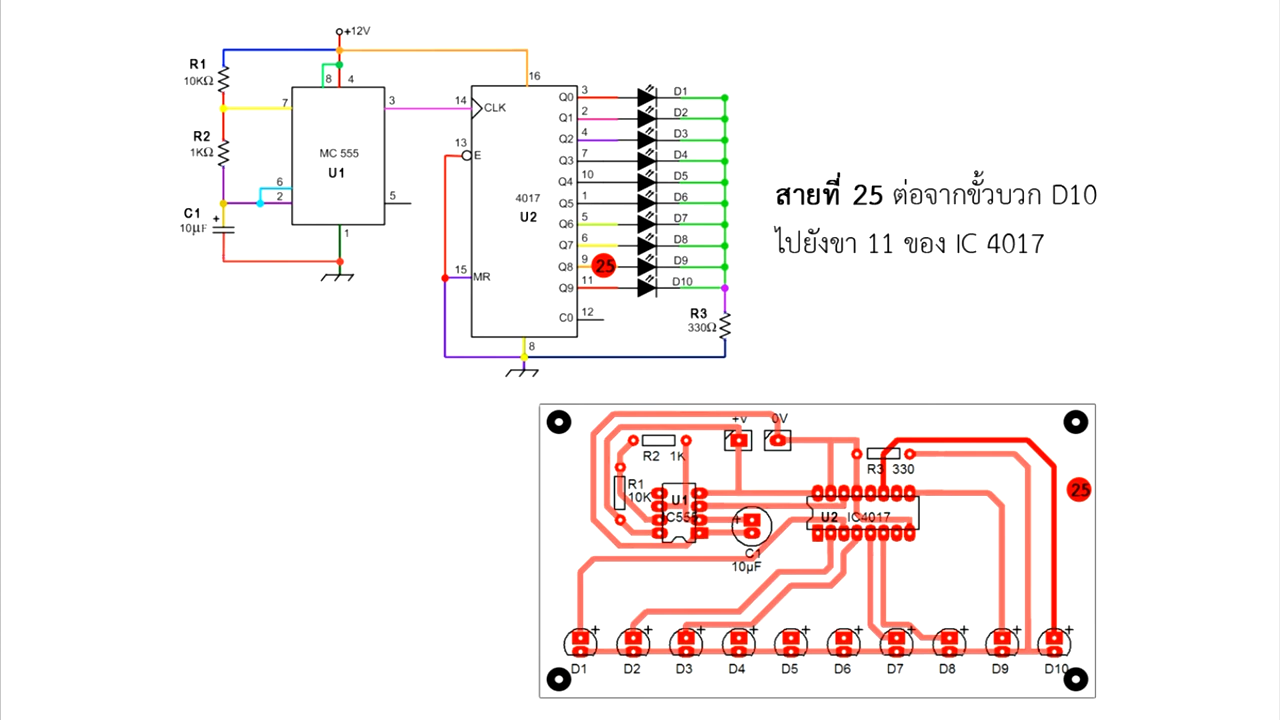 +12V
R1
10KΩ
8 4
7
3
R2
1KΩ
MC 555
U1
6
2
5
C1
+
10µF
1
16
14
CLK
13
E
4017
U2
15
MR
8
Q0 3 D1
Q1 2 D2
Q2 4 D3
Q3 7 D4
Q4 10 D5
Q5 1 D6
Q6 5 D7
Q7 6 D8
Q8 9 25 D9
Q9 11 D10
C0 12
R3
330Ω
สายที่ 25 ต่อจากขั้วบวก D10
ไปยังขา 11 ของ IC 4017
+V 0V
R2 1K
R3 330
R1
10K
U1
IC555
+
C1
10µF
U2 IC4017
25
+ + + + + + + + + +
D1 D2 D3 D4 D5 D6 D7 D8 D9 D10